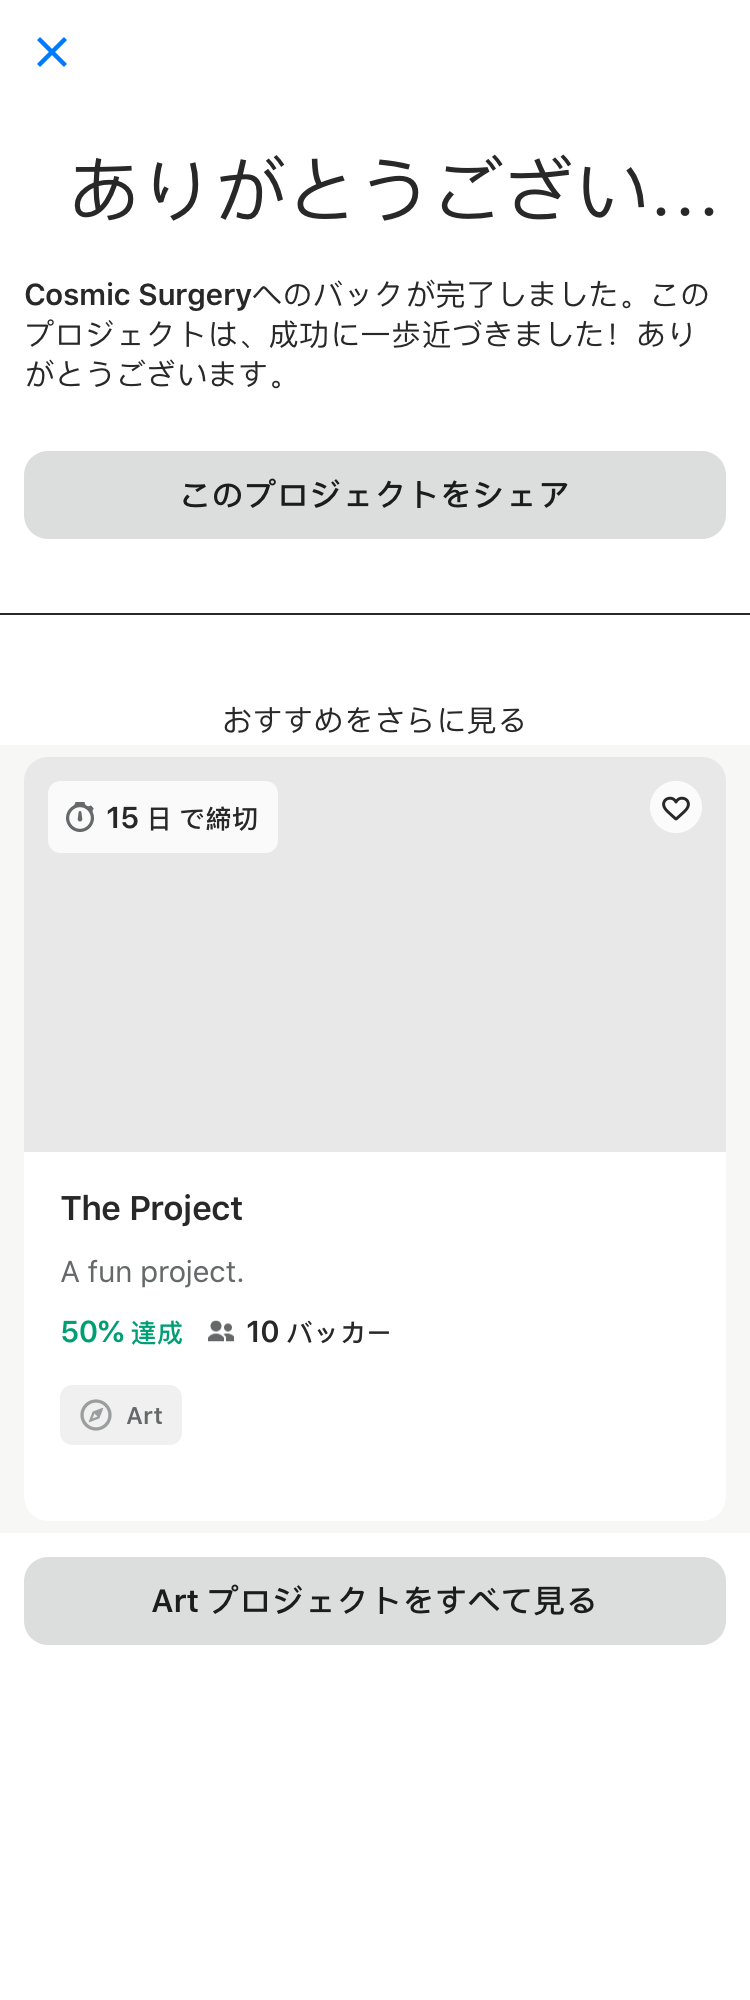 ありがとうござい...
Cosmic Surgeryへのバックが完了しました。この
プロジェクトは、成功に一歩近づきました！あり
がとうございます。
このプロジェクトをシェア
おすすめをさらに見る
15 日 で締切
The Project
A fun project.
50% 達成 10 バッカー
Art
Art プロジェクトをすべて見る